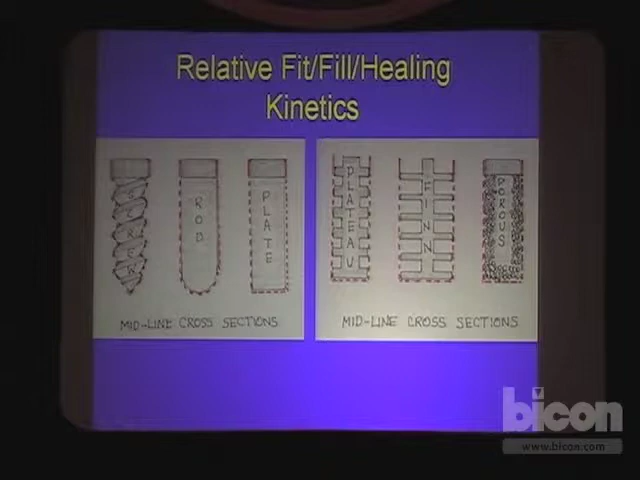 Relative Fit/Fill/Healing
Kinetics
SCREW
ROD
PLATE
MID-LINE CROSS SECTIONS
PLATEAU
FINN
POROUS
MID-LINE CROSS SECTIONS
bicon
www.bicon.com